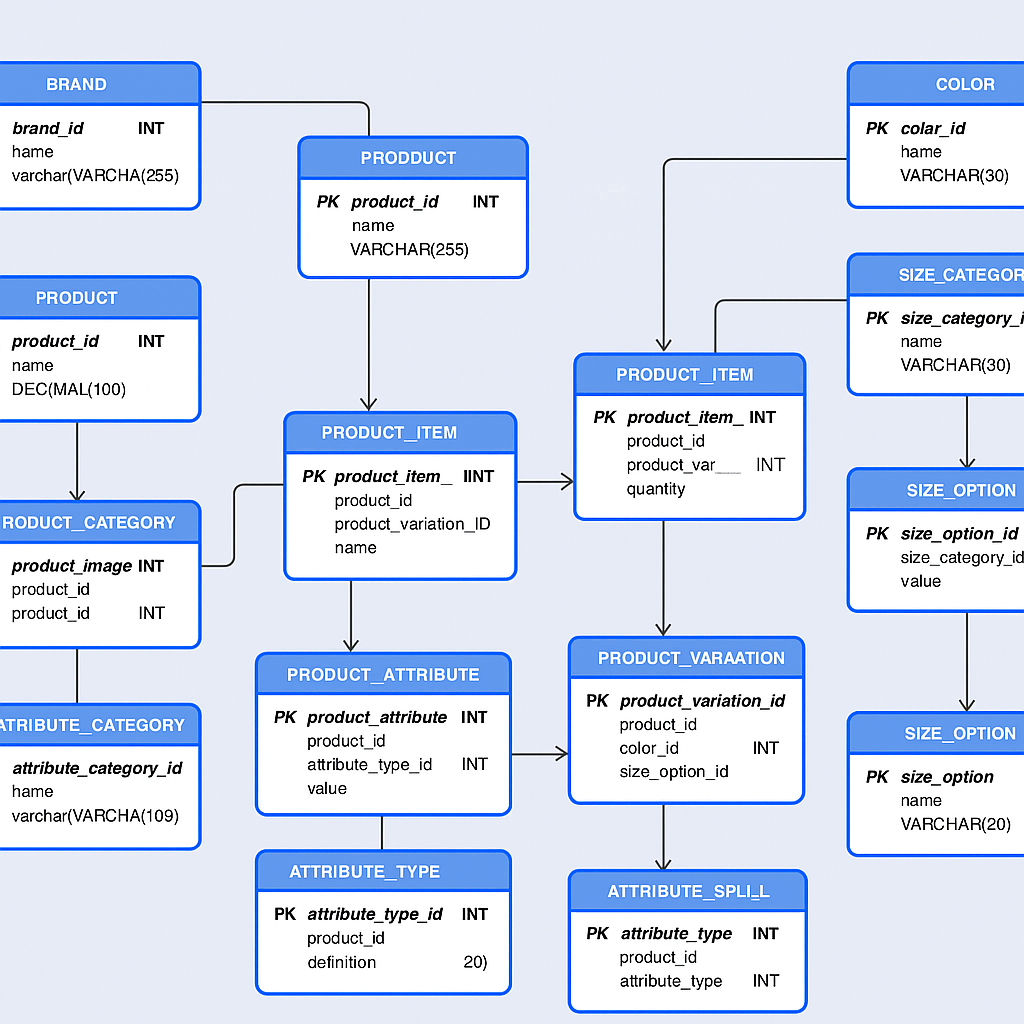 BRAND
brand_id INT
hame
varchar(VARCHA(255)
PRODUCT
product_id INT
name
DEC(MAL(100)
RODUCT_CATEGORY
product_image INT
product_id
product_id INT
ATRIBUTE_CATEGORY
attribute_category_id
hame
varchar(VARCHA(109)
PRODDUCT
PK product_id INT
name
VARCHAR(255)
PRODUCT_ITEM
PK product_item_ IINT
product_id
product_variation_ID
name
PRODUCT_ATTRIBUTE
PK product_attribute INT
product_id
attribute_type_id INT
value
ATTRIBUTE_TYPE
PK attribute_type_id INT
product_id
definition 20)
PRODUCT_ITEM
PK product_item_ INT
product_id
product_var___ INT
quantity
PRODUCT_VARAATION
PK product_variation_id
product_id
color_id INT
size_option_id
ATTRIBUTE_SPLI_L
PK attribute_type INT
product_id
attribute_type INT
COLOR
PK colar_id
hame
VARCHAR(30)
SIZE_CATEGOR
PK size_category_i
name
VARCHAR(30)
SIZE_OPTION
PK size_option_id
size_category_id
value
SIZE_OPTION
PK size_option
name
VARCHAR(20)